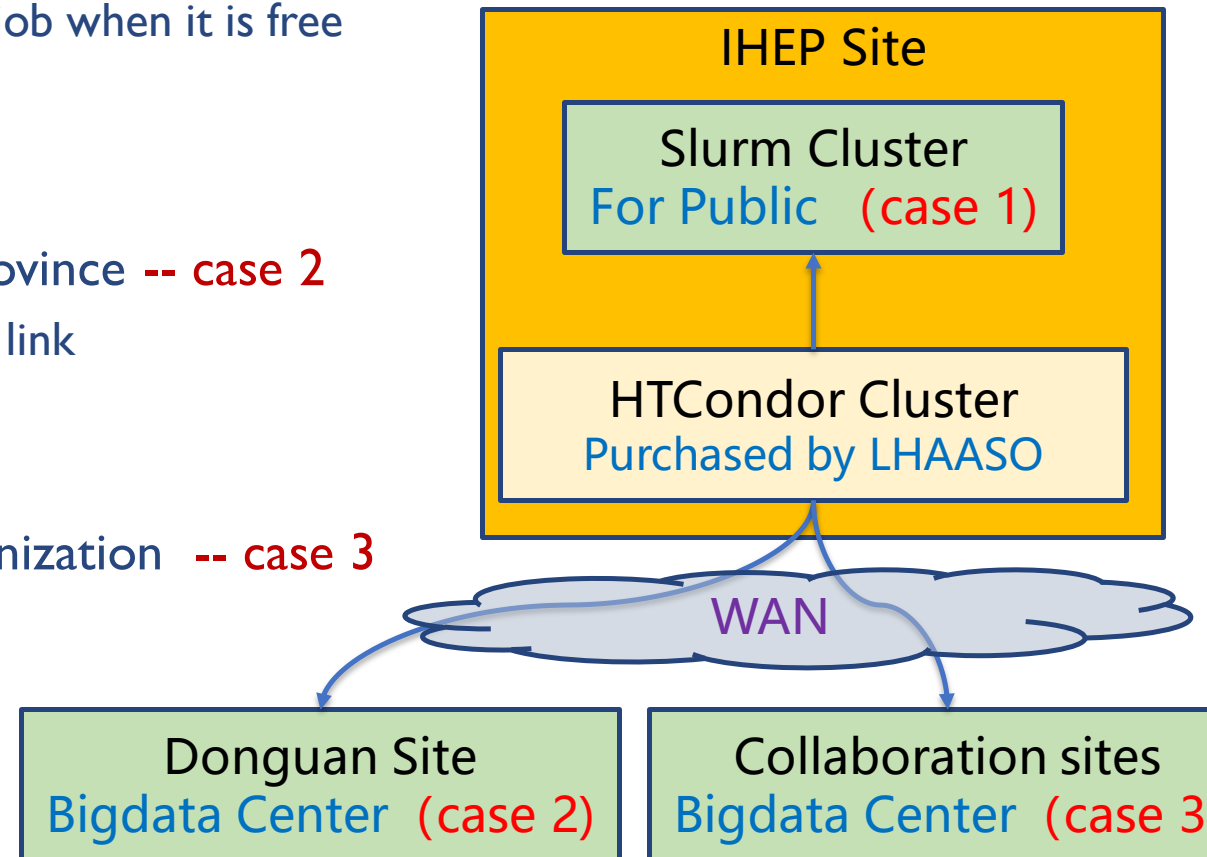 ob when it is free
ovince -- case 2
link
nization -- case 3
IHEP Site
Slurm Cluster
For Public (case 1)
HTCondor Cluster
Purchased by LHAASO
WAN
Donguan Site
Bigdata Center (case 2)
Collaboration sites
Bigdata Center (case 3